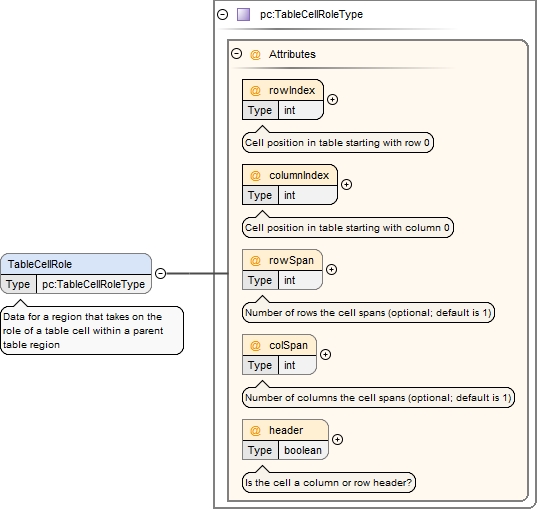 pc:TableCellRoleType
@ Attributes
@ rowIndex
Type int
Cell position in table starting with row 0
@ columnIndex
Type int
Cell position in table starting with column 0
@ rowSpan
Type int
Number of rows the cell spans (optional; default is 1)
@ colSpan
Type int
Number of columns the cell spans (optional; default is 1)
@ header
Type boolean
Is the cell a column or row header?
TableCellRole
Type pc:TableCellRoleType
Data for a region that takes on the
role of a table cell within a parent
table region